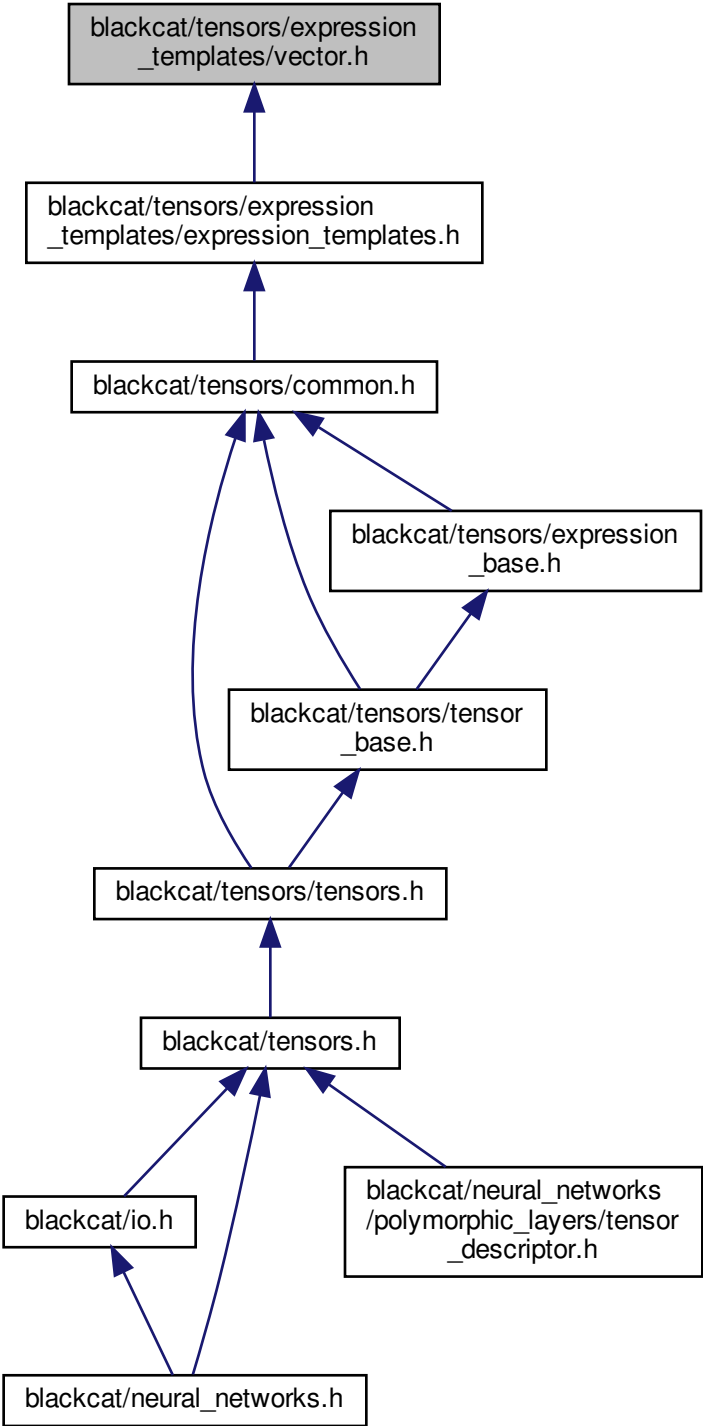 blackcat/tensors/expression
_templates/vector.h
blackcat/tensors/expression
_templates/expression_templates.h
blackcat/tensors/common.h
blackcat/tensors/expression
_base.h
blackcat/tensors/tensor
_base.h
blackcat/tensors/tensors.h
blackcat/tensors.h
blackcat/neural_networks
/polymorphic_layers/tensor
_descriptor.h
blackcat/io.h
blackcat/neural_networks.h